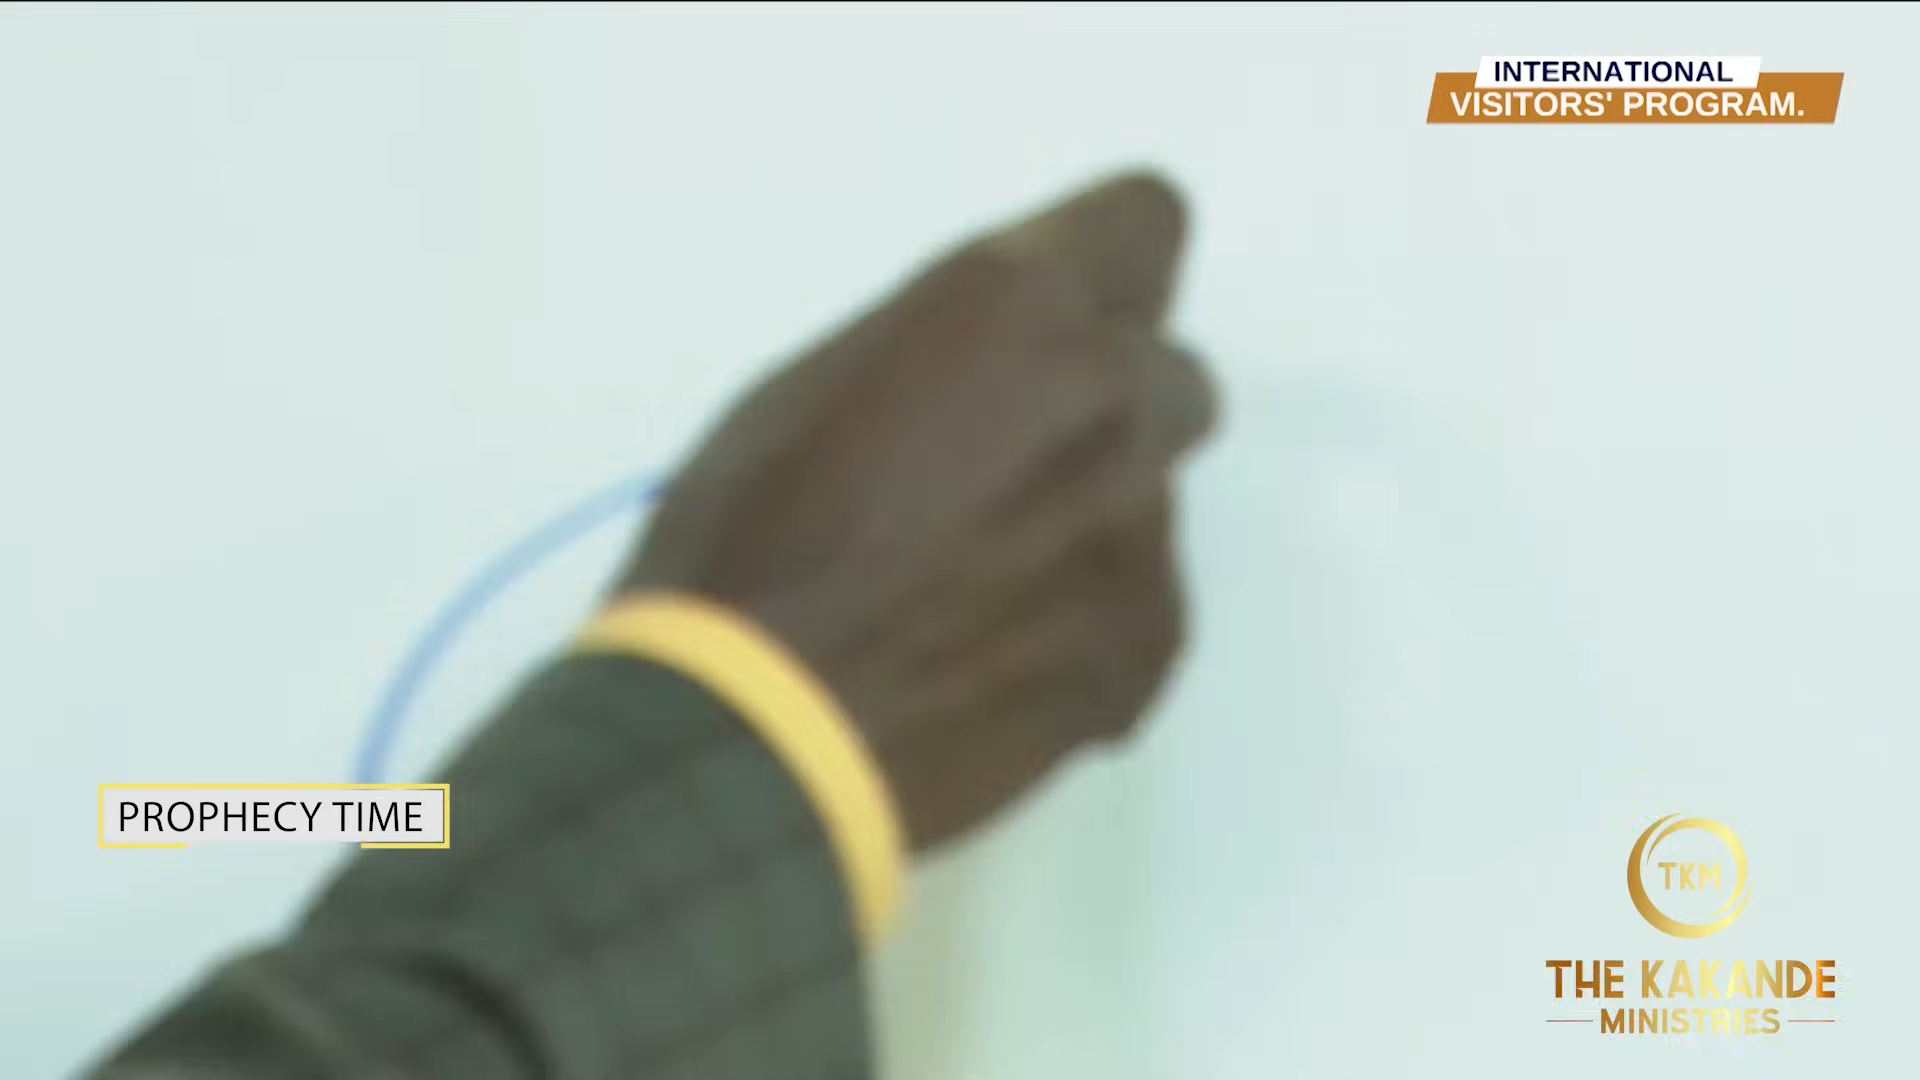 INTERNATIONAL
VISITORS' PROGRAM.
PROPHECY TIME
TKM
THE KAKANDE
MINISTRIES